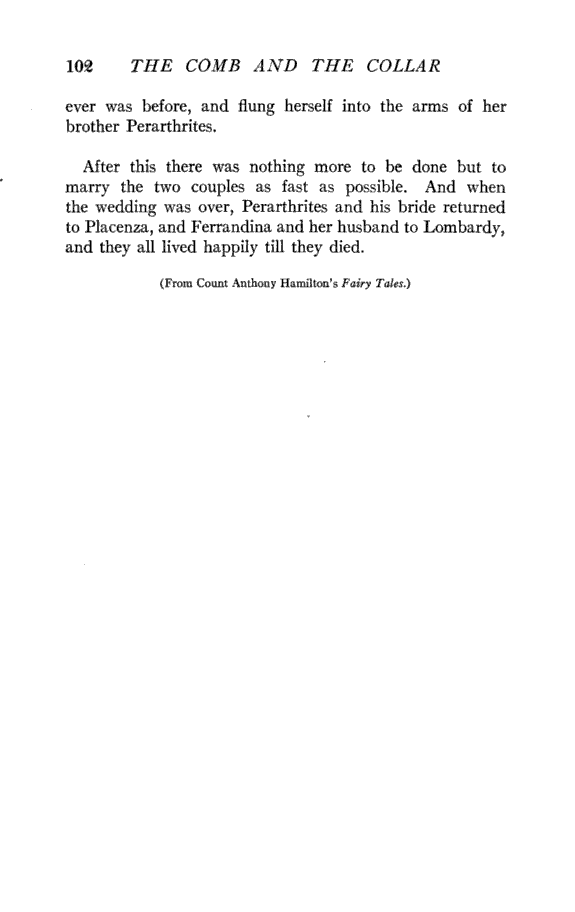 102 THE COMB AND THE COLLAR
ever was before, and flung herself into the arms of her
brother Perarthrites.
After this there was nothing more to be done but to
marry the two couples as fast as possible. And when
the wedding was over, Perarthrites and his bride returned
to Placenza, and Ferrandina and her husband to Lombardy,
and they all lived happily till they died.
(From Count Anthony Hamilton's Fairy Tales.)